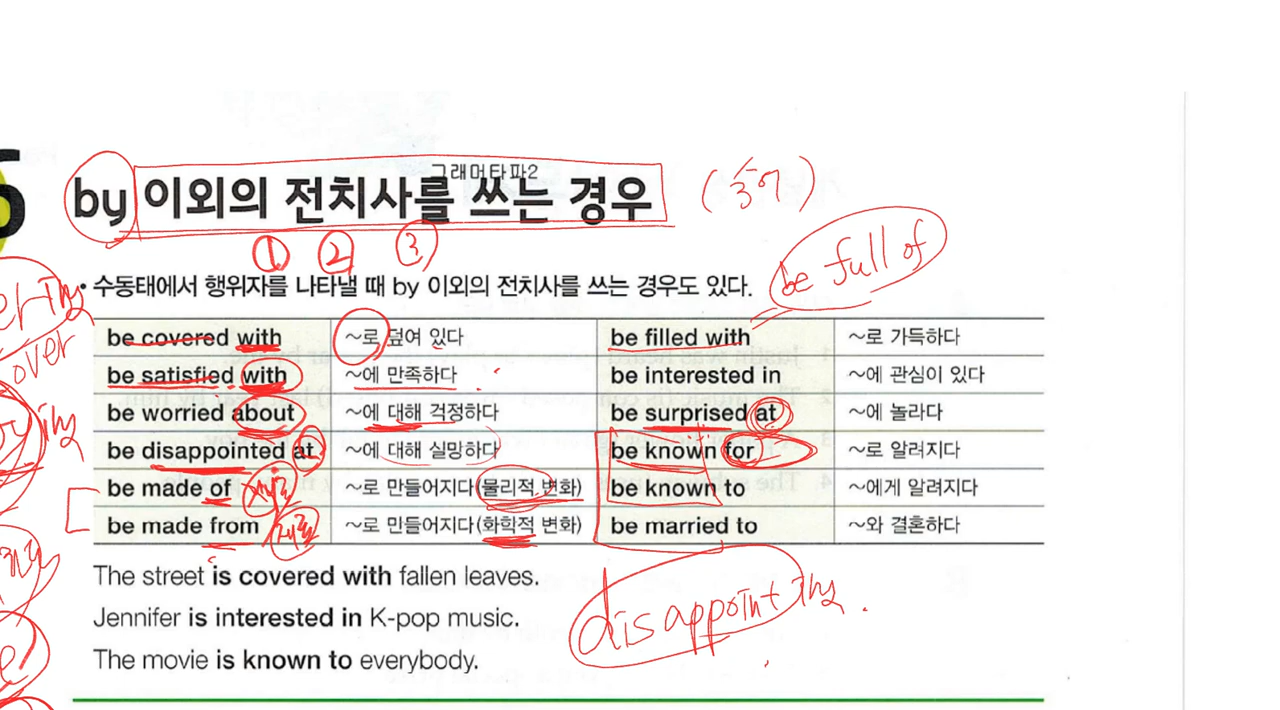 그래머타파2
by 이외의 전치사를 쓰는 경우
① ② ③
• 수동태에서 행위자를 나타낼 때 by 이외의 전치사를 쓰는 경우도 있다.
be full of
be covered with ~로 덮여 있다 be filled with ~로 가득하다
over
be satisfied with ~에 만족하다 be interested in ~에 관심이 있다
be worried about ~에 대해 걱정하다 be surprised at ~에 놀라다
be disappointed at ~에 대해 실망하다 be known for ~로 알려지다
be made of 재료 ~로 만들어지다(물리적 변화) be known to ~에게 알려지다
be made from 재료 ~로 만들어지다(화학적 변화) be married to ~와 결혼하다
The street is covered with fallen leaves.
disappointing
Jennifer is interested in K-pop music.
The movie is known to everybody.